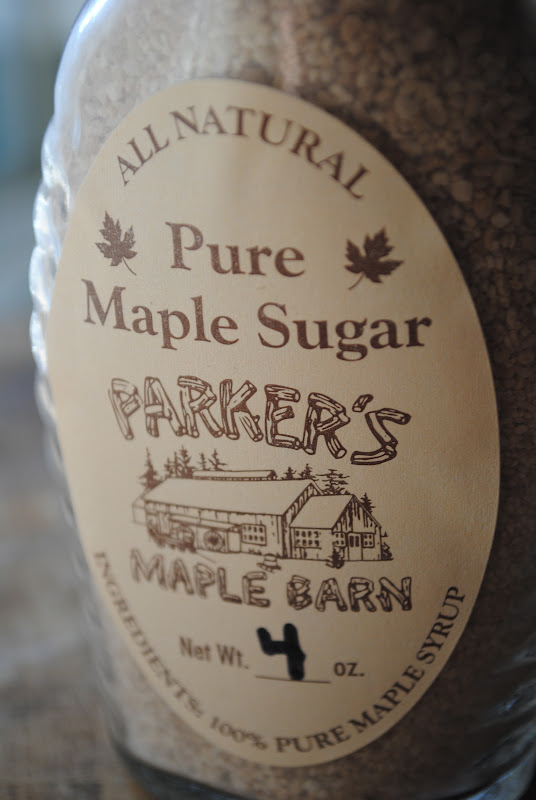 ALL NATURAL
Pure
Maple Sugar
PARKER'S
MAPLE BARN
Net Wt. 4 oz.
INGREDIENTS: 100% PURE MAPLE SYRUP